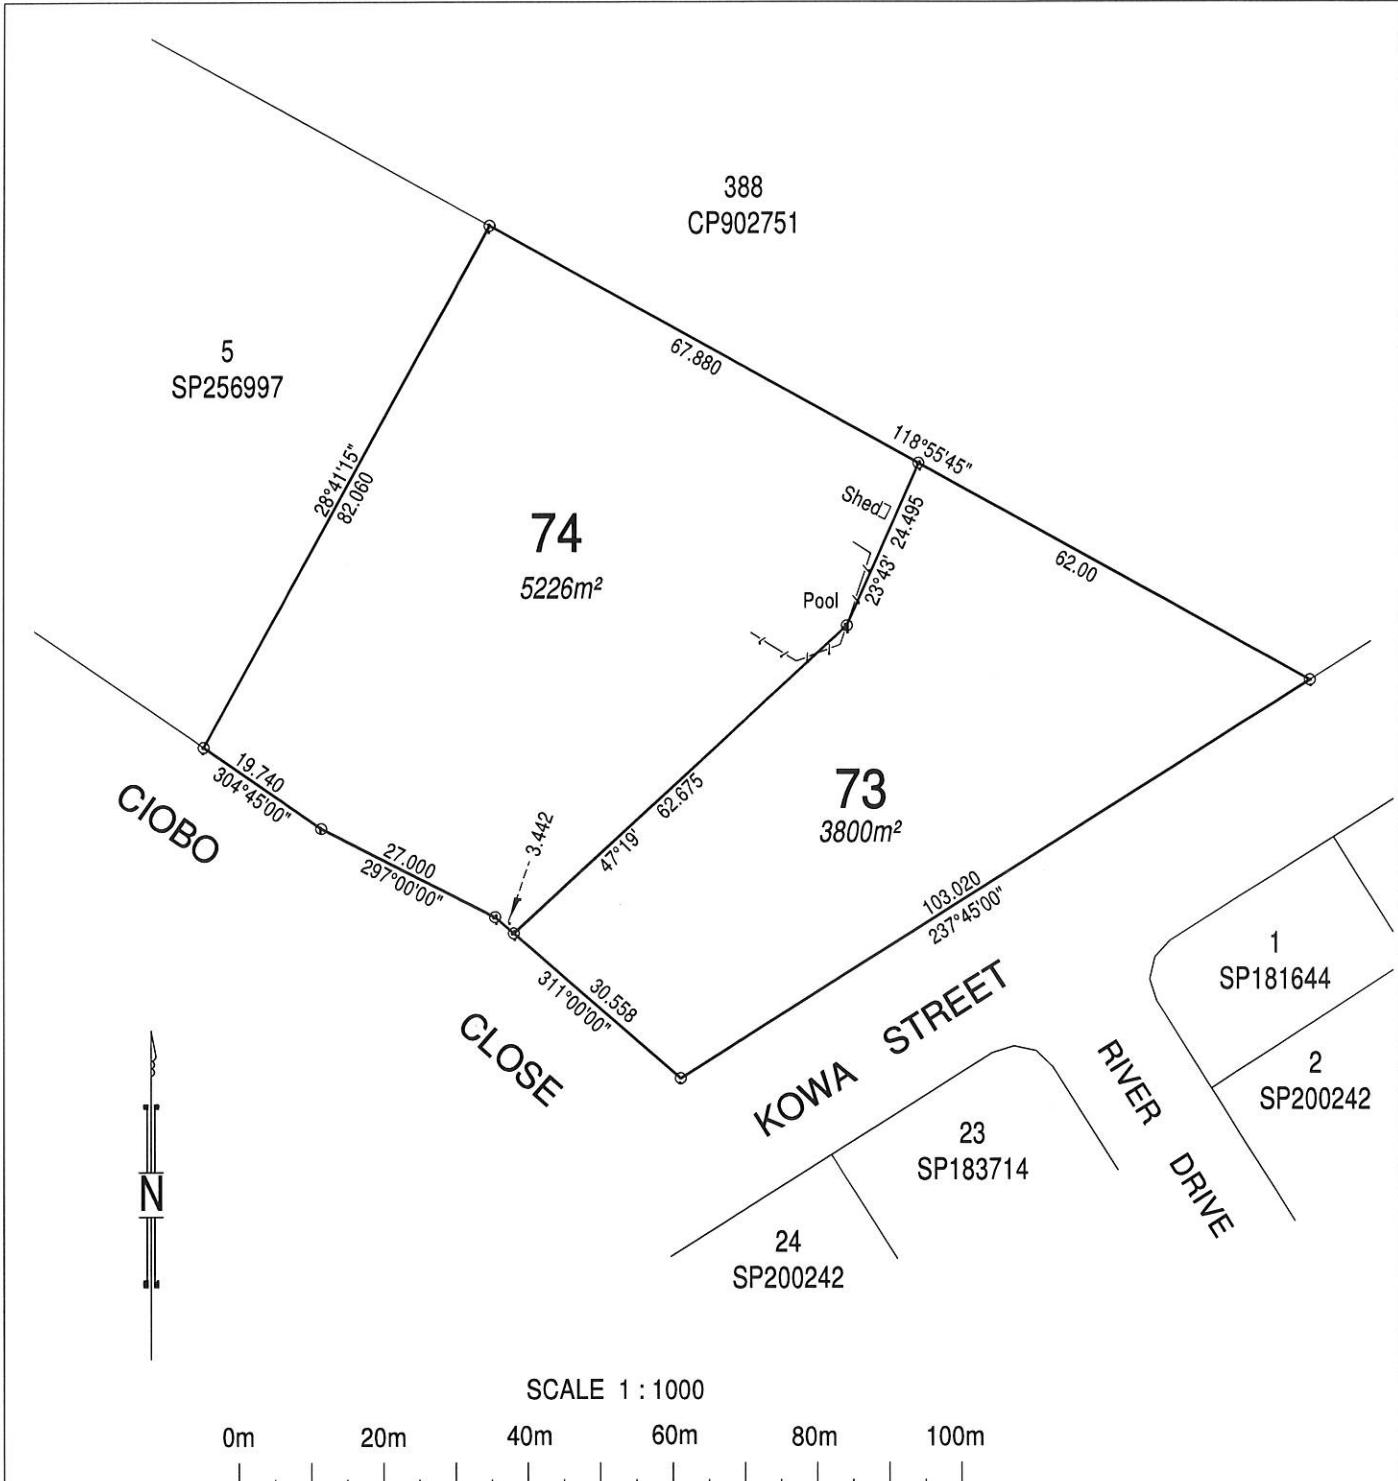 388
CP902751
5
SP256997
67.880
118°55'45"
28°41'15"
82.060
Shed
24.495
23°43'
62.00
74
5226m²
Pool
19.740
304°45'00"
CIOBO
27.000
297°00'00"
3.442
62.675
47°19'
73
3800m²
103.020
237°45'00"
30.558
311°00'00"
CLOSE
KOWA STREET
1
SP181644
RIVER DRIVE
2
SP200242
23
SP183714
24
SP200242
N
SCALE 1 : 1000
0m 20m 40m 60m 80m 100m